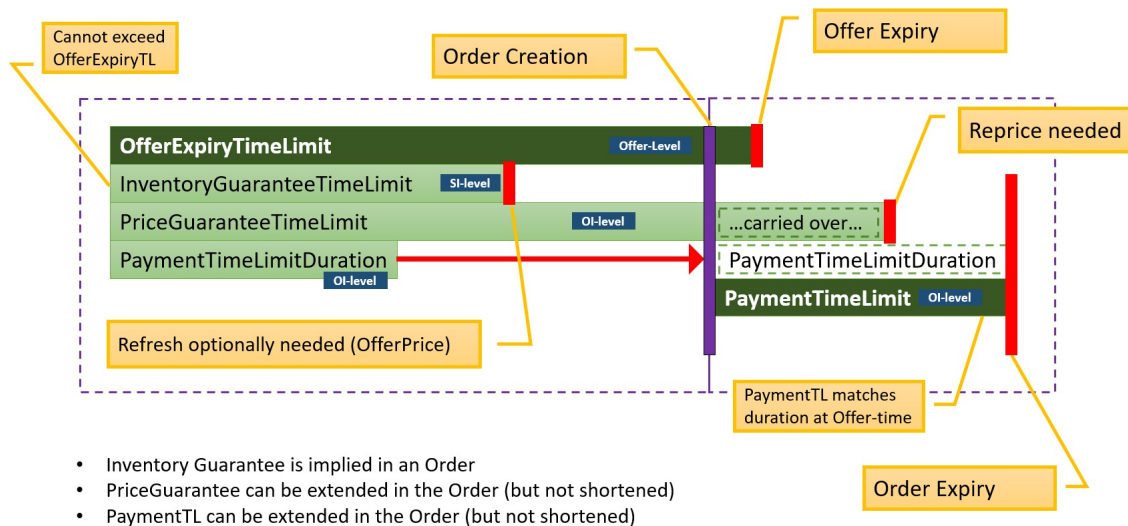 Cannot exceed
OfferExpiryTL
Order Creation
Offer Expiry
Reprice needed
OfferExpiryTimeLimit
Offer-Level
InventoryGuaranteeTimeLimit
SI-level
PriceGuaranteeTimeLimit
OI-level
...carried over...
PaymentTimeLimitDuration
OI-level
PaymentTimeLimitDuration
PaymentTimeLimit
OI-level
Refresh optionally needed (OfferPrice)
PaymentTL matches
duration at Offer-time
Order Expiry
• Inventory Guarantee is implied in an Order
• PriceGuarantee can be extended in the Order (but not shortened)
• PaymentTL can be extended in the Order (but not shortened)